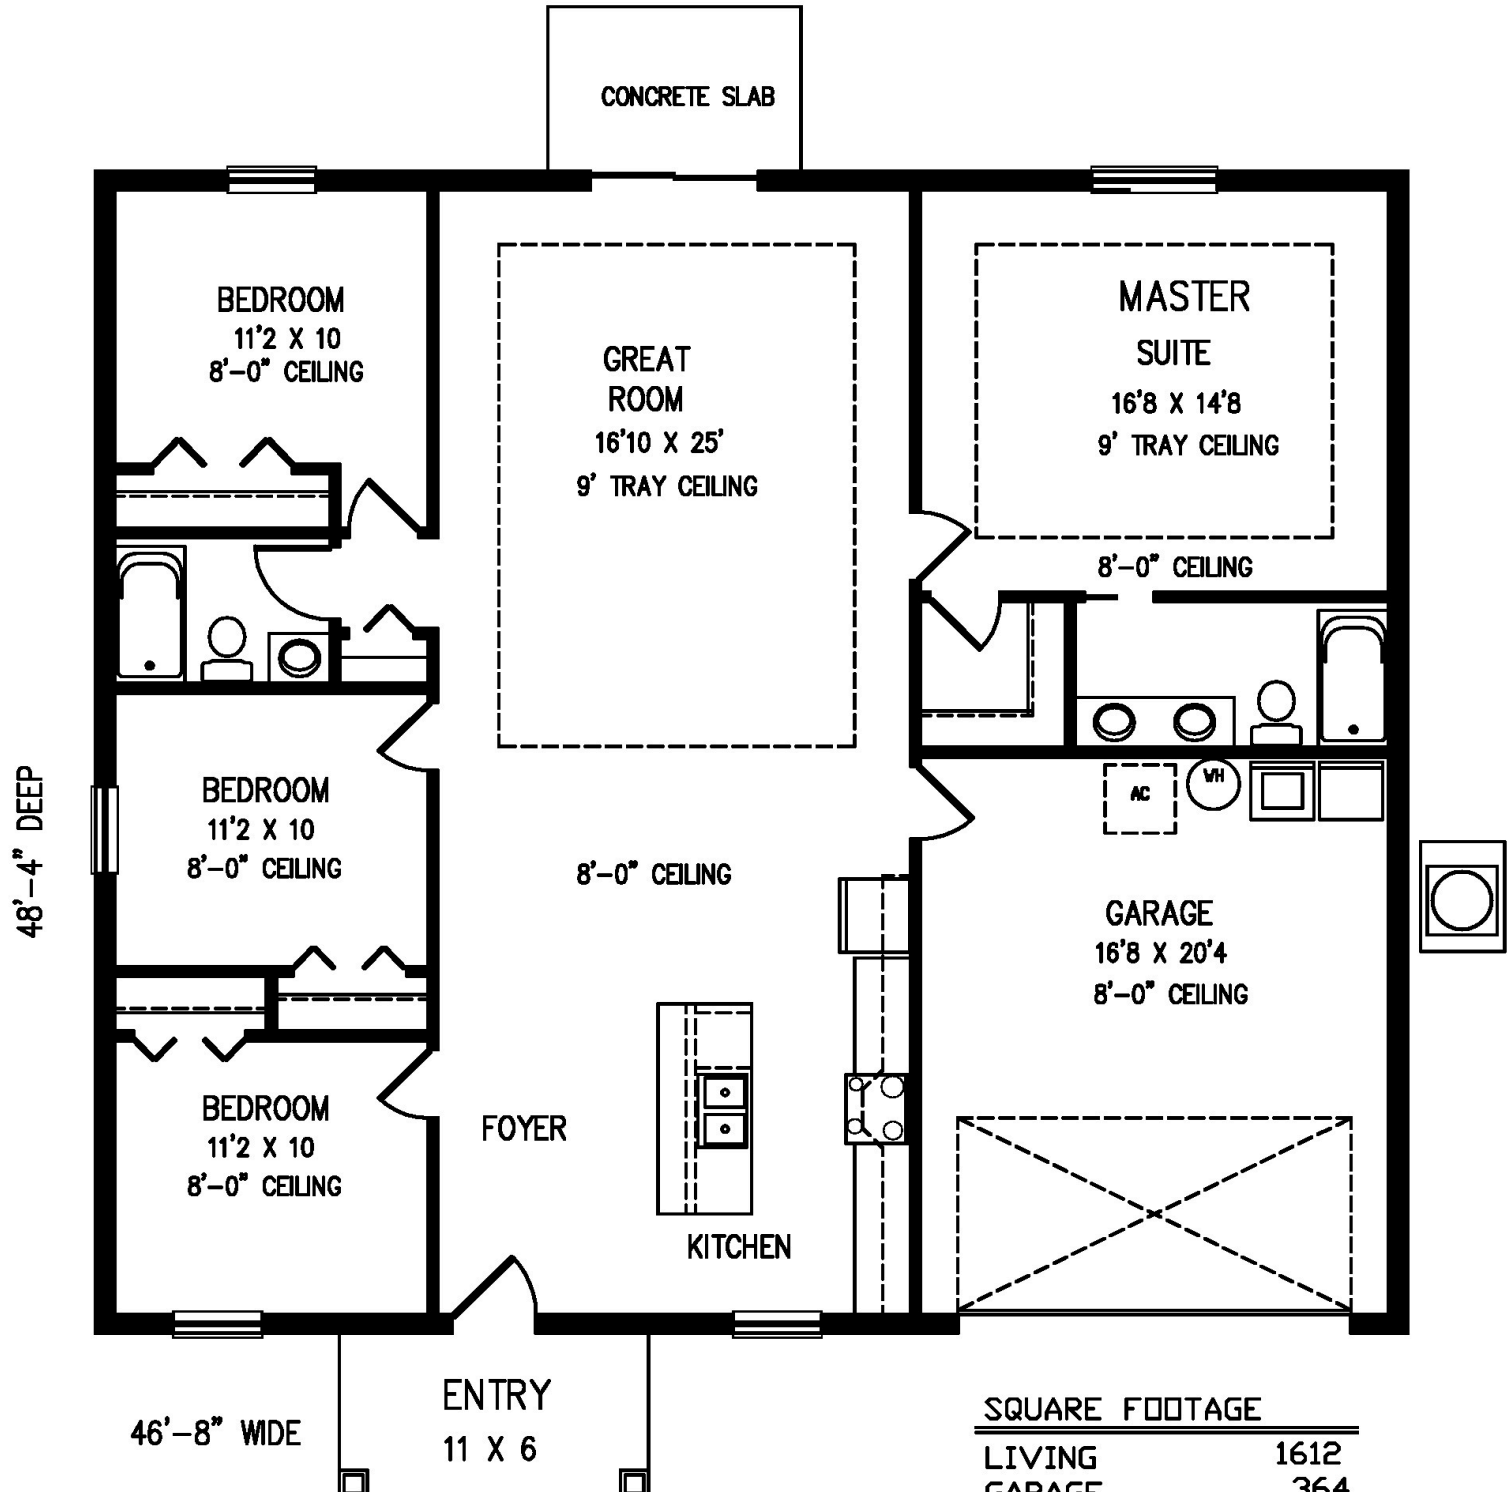 CONCRETE SLAB
BEDROOM
11'2 X 10
8'-0" CEILING
GREAT
ROOM
16'10 X 25'
9' TRAY CEILING
MASTER
SUITE
16'8 X 14'8
9' TRAY CEILING
8'-0" CEILING
48'-4" DEEP
BEDROOM
11'2 X 10
8'-0" CEILING
8'-0" CEILING
AC
WH
GARAGE
16'8 X 20'4
8'-0" CEILING
BEDROOM
11'2 X 10
8'-0" CEILING
FOYER
KITCHEN
ENTRY
11 X 6
46'-8" WIDE
SQUARE FOOTAGE
LIVING 1612
GARAGE 364